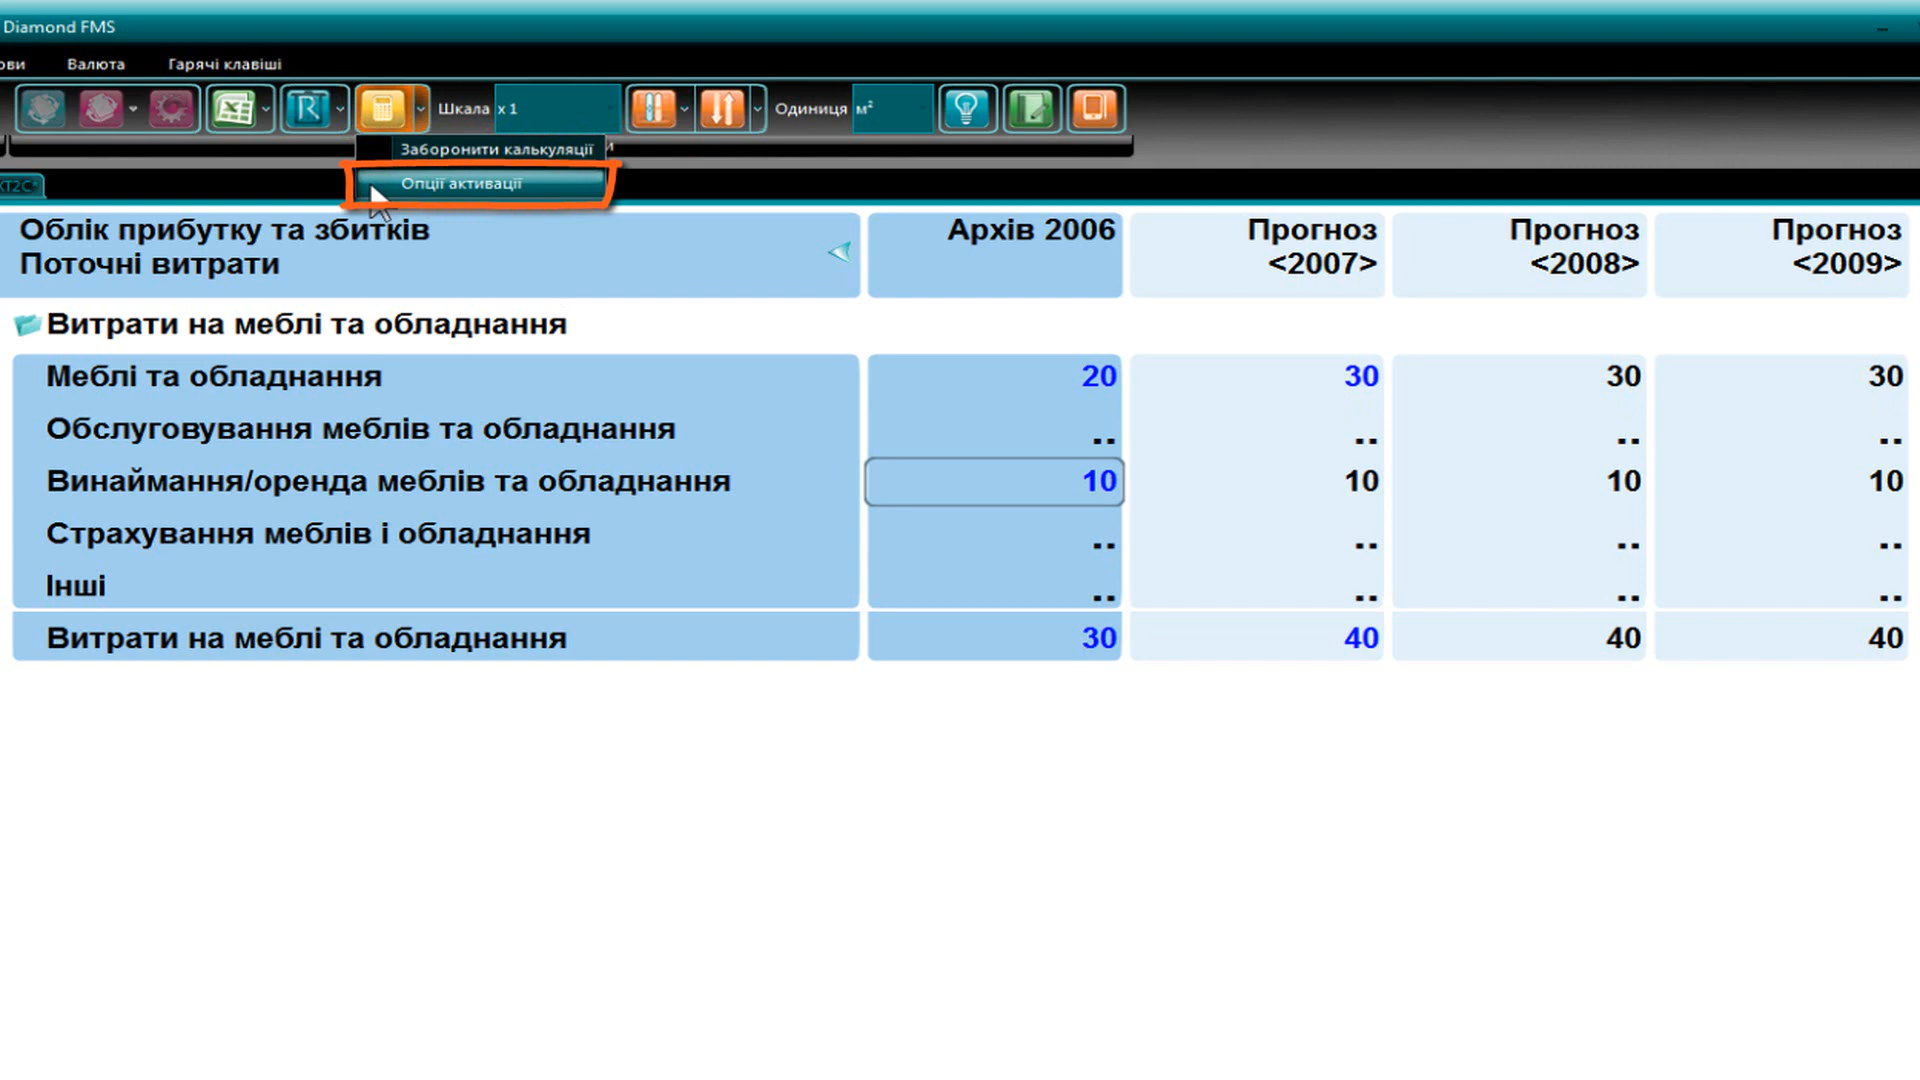 Diamond FMS
ови Валюта Гарячі клавіші
Шкала x 1 Одиниця м²
Заборонити калькуляції
Опції активації
КТ2С*
Облік прибутку та збитків
Поточні витрати
Архів 2006 Прогноз <2007> Прогноз <2008> Прогноз <2009>
Витрати на меблі та обладнання
Меблі та обладнання 20 30 30 30
Обслуговування меблів та обладнання .. .. .. ..
Винаймання/оренда меблів та обладнання 10 10 10 10
Страхування меблів і обладнання .. .. .. ..
Інші .. .. .. ..
Витрати на меблі та обладнання 30 40 40 40